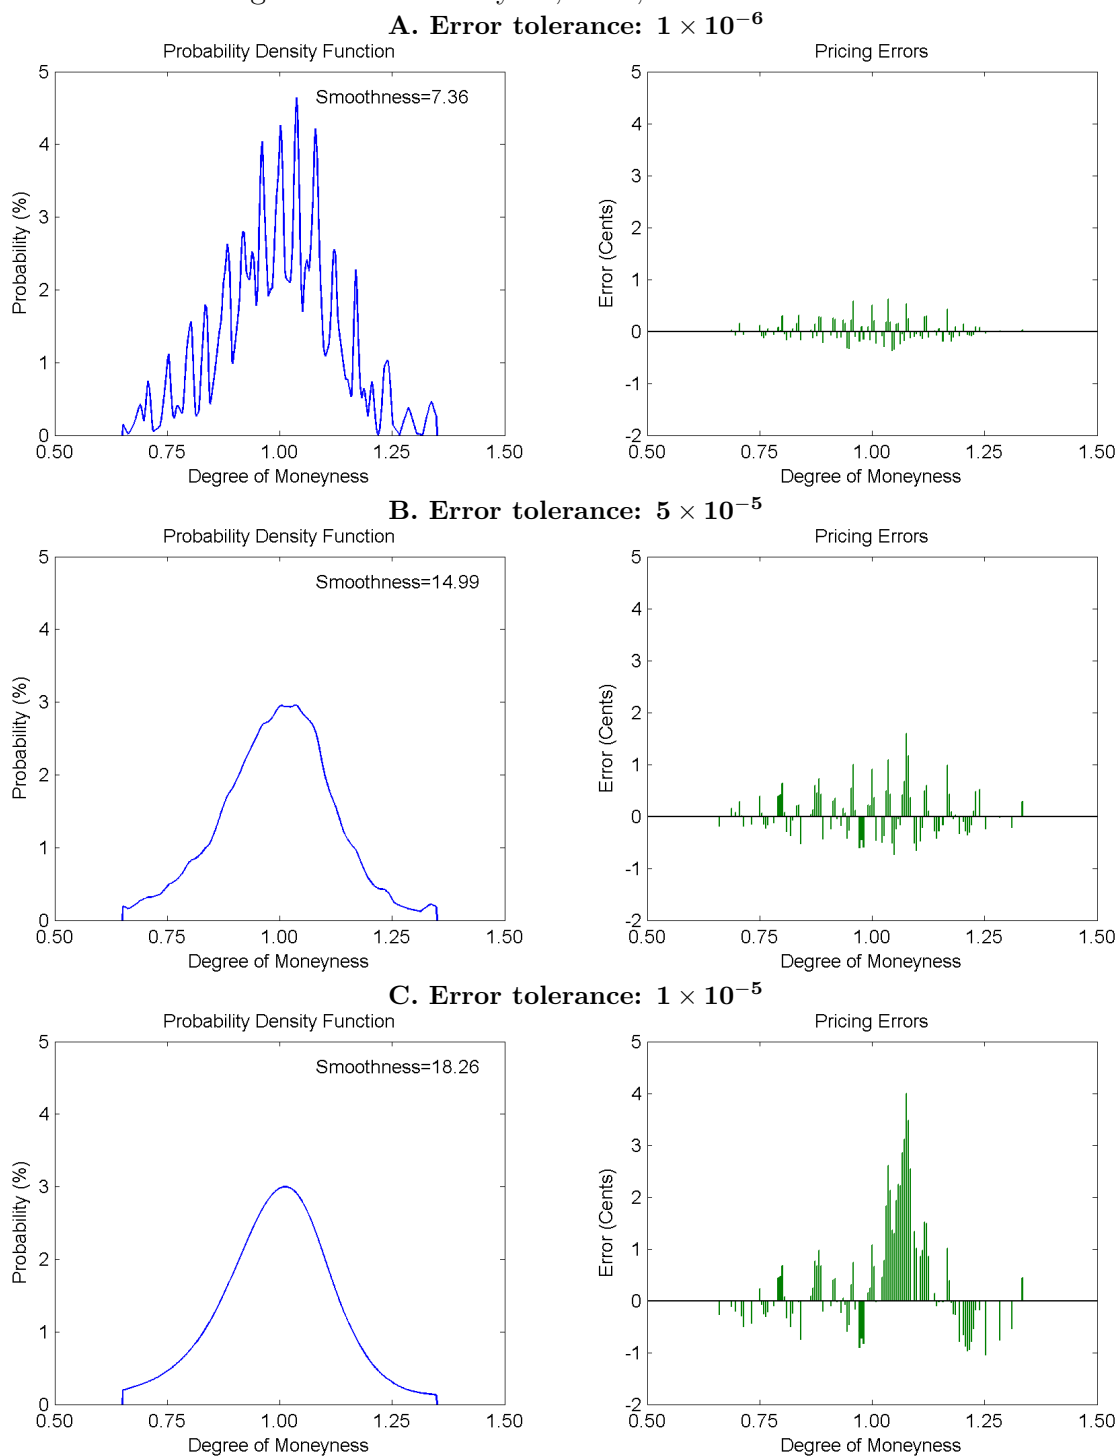 A. Error tolerance: 1 × 10⁻⁶
Probability Density Function
Smoothness=7.36
Probability (%)
5
4
3
2
1
0
0.50 0.75 1.00 1.25 1.50
Degree of Moneyness
Pricing Errors
Error (Cents)
5
4
3
2
1
0
-1
-2
0.50 0.75 1.00 1.25 1.50
Degree of Moneyness
B. Error tolerance: 5 × 10⁻⁵
Probability Density Function
Smoothness=14.99
Probability (%)
5
4
3
2
1
0
0.50 0.75 1.00 1.25 1.50
Degree of Moneyness
Pricing Errors
Error (Cents)
5
4
3
2
1
0
-1
-2
0.50 0.75 1.00 1.25 1.50
Degree of Moneyness
C. Error tolerance: 1 × 10⁻⁵
Probability Density Function
Smoothness=18.26
Probability (%)
5
4
3
2
1
0
0.50 0.75 1.00 1.25 1.50
Degree of Moneyness
Pricing Errors
Error (Cents)
5
4
3
2
1
0
-1
-2
0.50 0.75 1.00 1.25 1.50
Degree of Moneyness